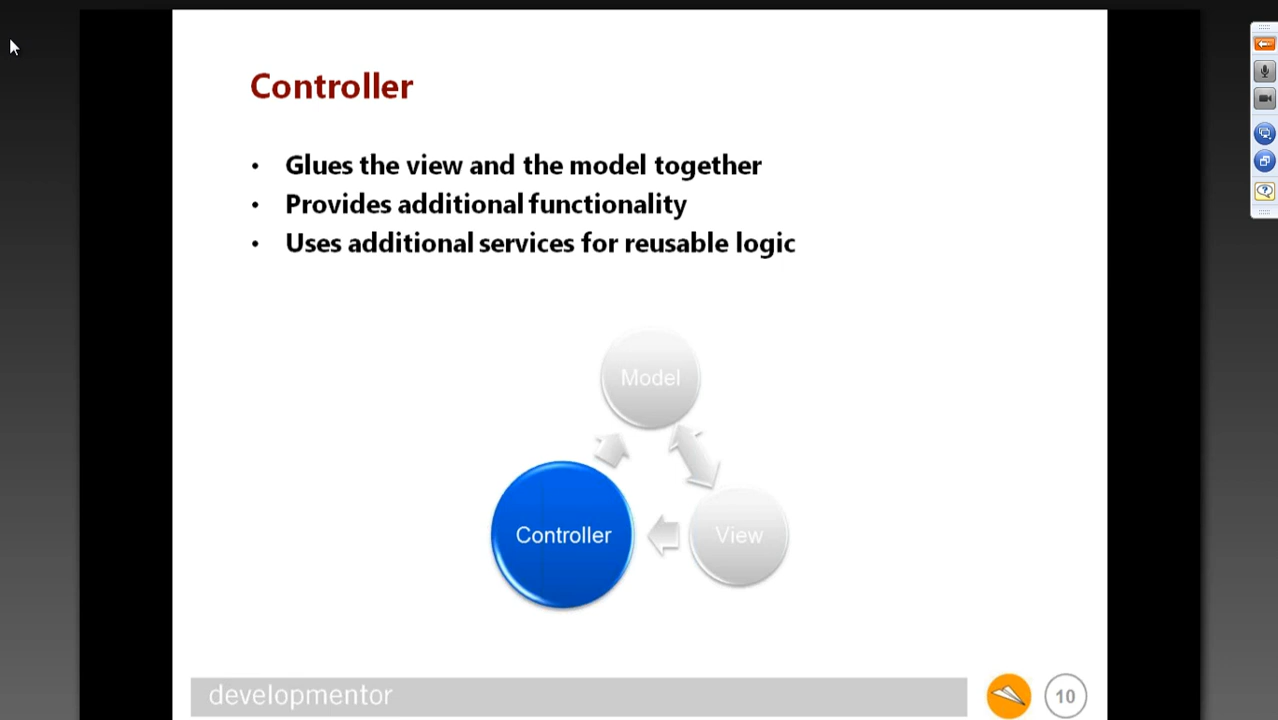 Controller
• Glues the view and the model together
• Provides additional functionality
• Uses additional services for reusable logic
Model
Controller
View
developmentor
10